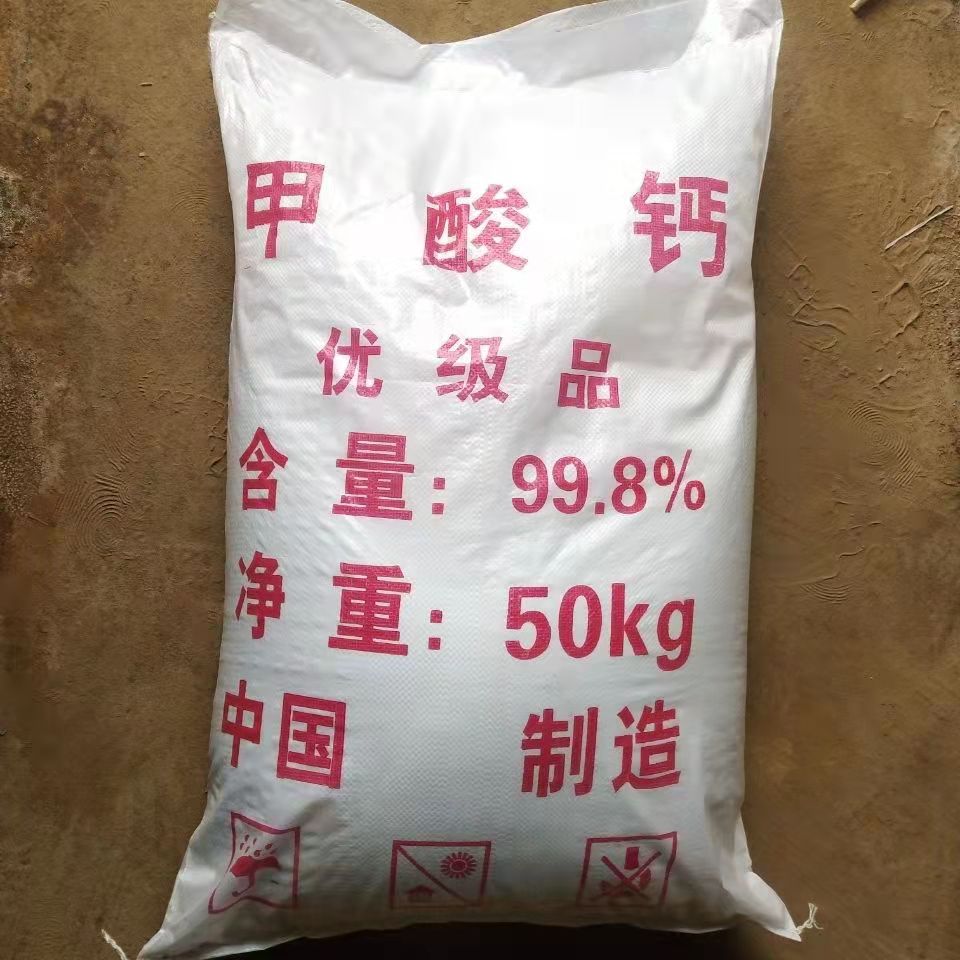 甲酸钙
优级品
含量：99.8%
净重：50kg
中国 制造